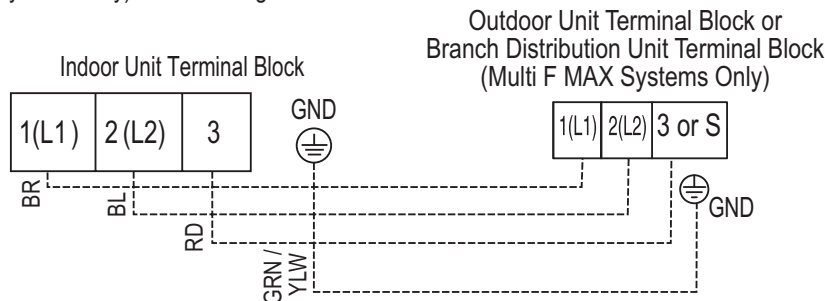 Outdoor Unit Terminal Block or
Branch Distribution Unit Terminal Block
(Multi F MAX Systems Only)
Indoor Unit Terminal Block
1(L1) 2(L2) 3
GND
1(L1) 2(L2) 3 or S
GND
BR
BL
RD
GRN /
YLW